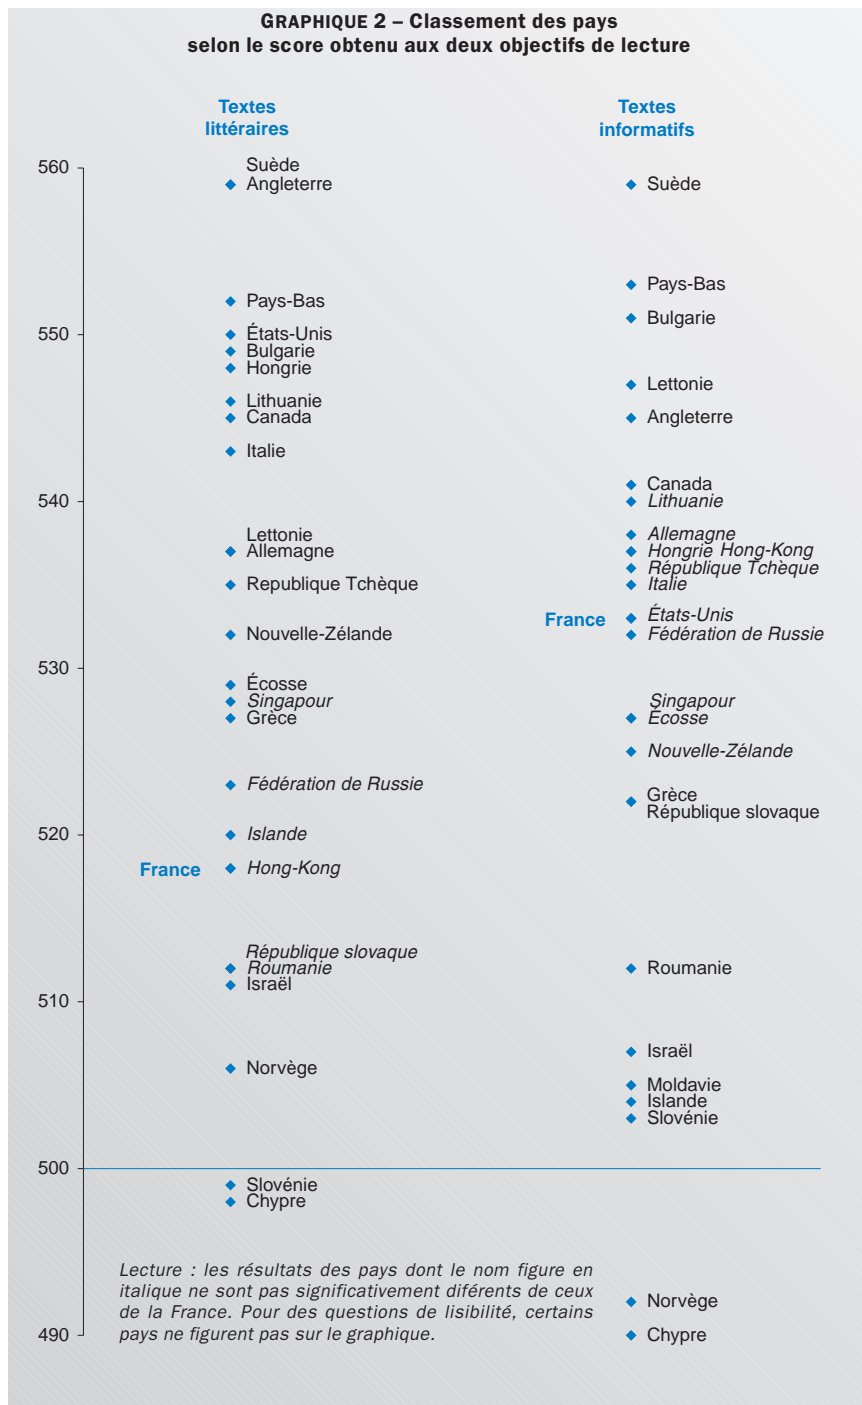 GRAPHIQUE 2 – Classement des pays
selon le score obtenu aux deux objectifs de lecture
Textes
littéraires
Textes
informatifs
560
Suède
Angleterre
Suède
Pays-Bas
Pays-Bas
Bulgarie
550
États-Unis
Bulgarie
Hongrie
Lettonie
Lithuanie
Canada
Angleterre
Italie
Canada
540
Lithuanie
Lettonie
Allemagne
Allemagne
Hongrie Hong-Kong
République Tchèque
Republique Tchèque
Italie
France
États-Unis
Nouvelle-Zélande
Fédération de Russie
530
Écosse
Singapour
Grèce
Singapour
Écosse
Nouvelle-Zélande
Fédération de Russie
Grèce
République slovaque
520
Islande
France
Hong-Kong
République slovaque
Roumanie
Israël
Roumanie
510
Israël
Norvège
Moldavie
Islande
Slovénie
500
Slovénie
Chypre
Lecture : les résultats des pays dont le nom figure en
italique ne sont pas significativement diférents de ceux
de la France. Pour des questions de lisibilité, certains
pays ne figurent pas sur le graphique.
Norvège
490
Chypre